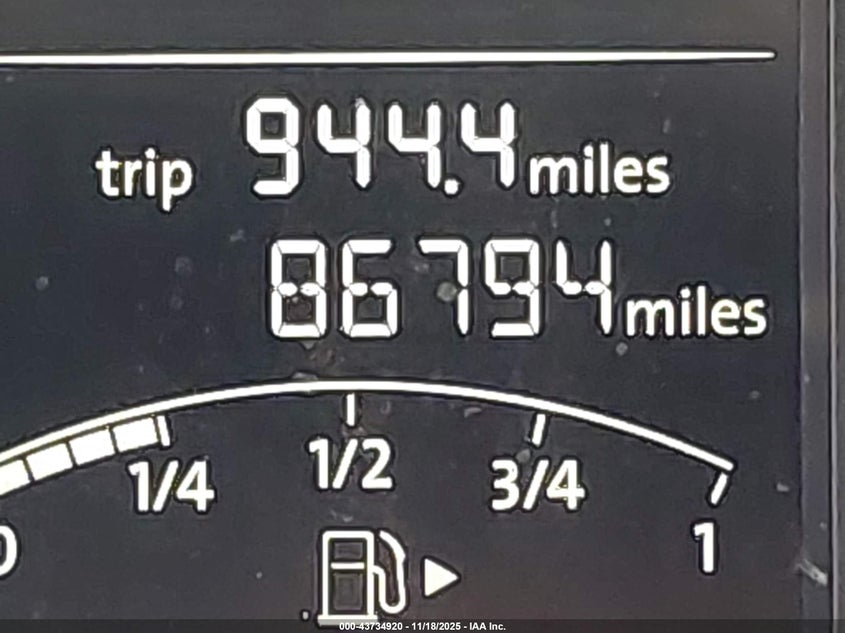 trip 944.4 miles
86794 miles
0 1/4 1/2 3/4 1
000-43734920 - 11/18/2025 - IAA Inc.